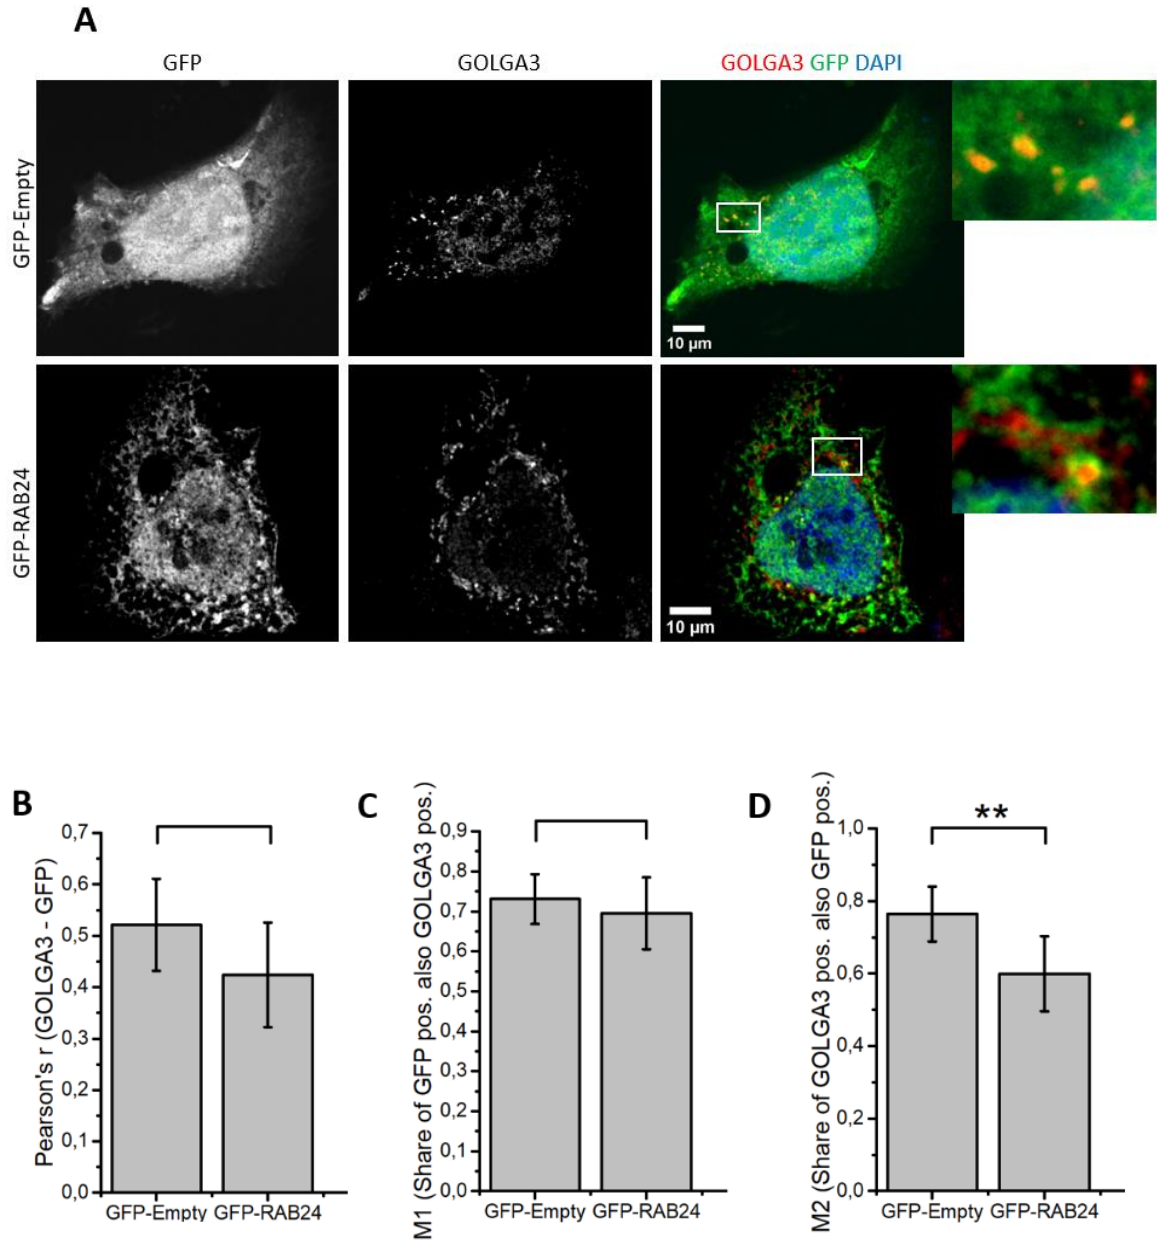 A
GFP
GOLGA3
GOLGA3 GFP DAPI
GFP-Empty
10 µm
GFP-RAB24
10 µm
B
Pearson's r (GOLGA3 - GFP)
0,7
0,6
0,5
0,4
0,3
0,2
0,1
0,0
GFP-Empty GFP-RAB24
C
M1 (Share of GFP pos. also GOLGA3 pos.)
0,9
0,8
0,7
0,6
0,5
0,4
0,3
0,2
0,1
0,0
GFP-Empty GFP-RAB24
D
M2 (Share of GOLGA3 pos. also GFP pos.)
**
1,0
0,8
0,6
0,4
0,2
0,0
GFP-Empty GFP-RAB24